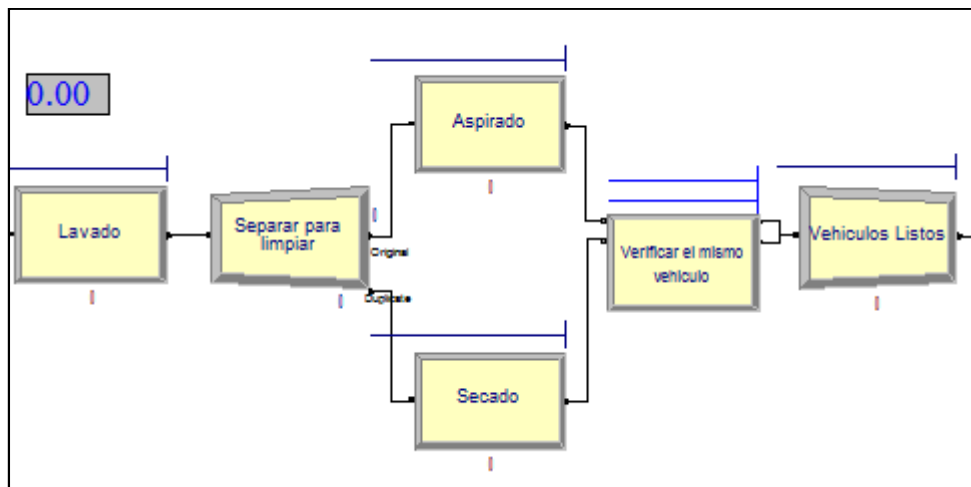 0.00
Aspirado
Lavado
Separar para
limpiar
Original
Duplicate
Verificar el mismo
vehiculo
Vehiculos Listos
Secado